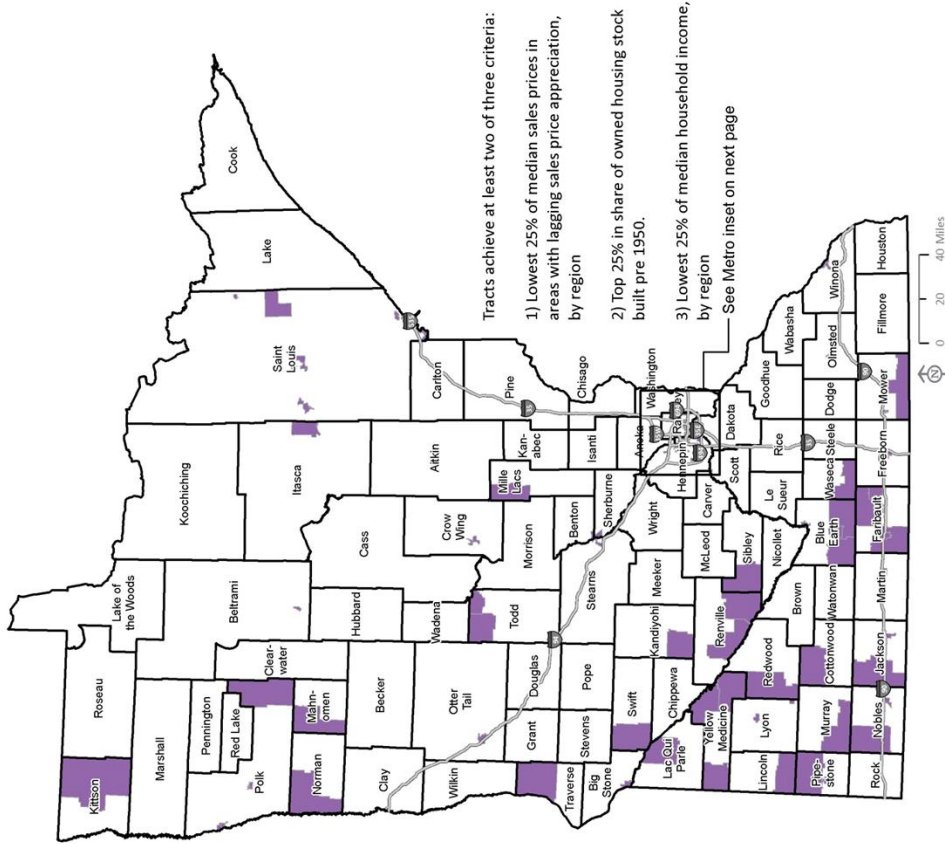 Kittson
Roseau
Lake of
the Woods
Marshall
Koochiching
Beltrami
Pennington
Red Lake
Clear-
water
Polk
Saint
Louis
Lake
Cook
Itasca
Norman
Mahn-
omen
Hubbard
Cass
Clay
Becker
Wadena
Crow
Wing
Aitkin
Carlton
Wilkin
Otter
Tail
Todd
Morrison
Mille
Lacs
Kan-
abec
Pine
Grant
Douglas
Traverse
Stevens
Pope
Stearns
Benton
Isanti
Chisago
Big
Stone
Swift
Kandiyohi
Meeker
Sherburne
Wright
Anoka
Washington
Hennepin
Lac Qui
Parle
Chippewa
Yellow
Medicine
Renville
McLeod
Carver
Scott
Dakota
Sibley
Lincoln
Lyon
Redwood
Brown
Nicollet
Le
Sueur
Rice
Goodhue
Wabasha
Pipe-
stone
Murray
Cottonwood
Watonwan
Blue
Earth
Waseca
Steele
Dodge
Olmsted
Winona
Rock
Nobles
Jackson
Martin
Faribault
Freeborn
Mower
Fillmore
Houston
Tracts achieve at least two of three criteria:
1) Lowest 25% of median sales prices in
areas with lagging sales price appreciation,
by region
2) Top 25% in share of owned housing stock
built pre 1950.
3) Lowest 25% of median household income,
by region
See Metro inset on next page
N
0 20 40 Miles